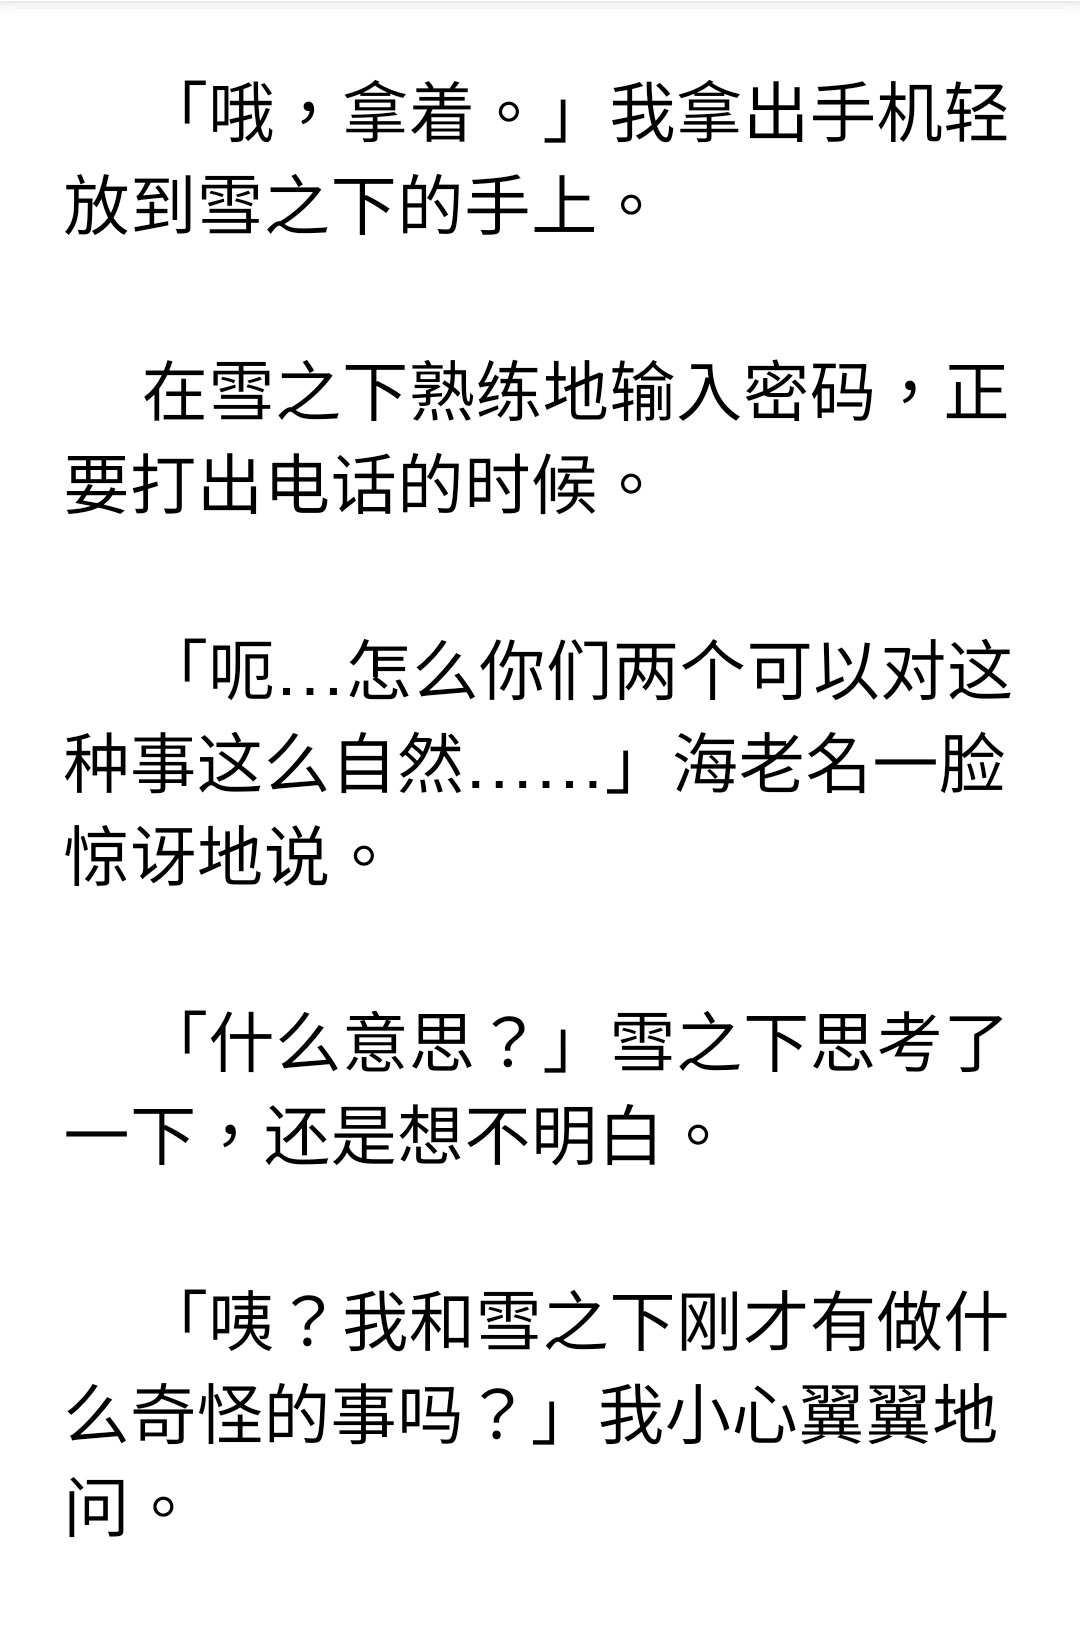 「哦，拿着。」我拿出手机轻
放到雪之下的手上。
在雪之下熟练地输入密码，正
要打出电话的时候。
「呃…怎么你们两个可以对这
种事这么自然……」海老名一脸
惊讶地说。
「什么意思？」雪之下思考了
一下，还是想不明白。
「咦？我和雪之下刚才有做什
么奇怪的事吗？」我小心翼翼地
问。